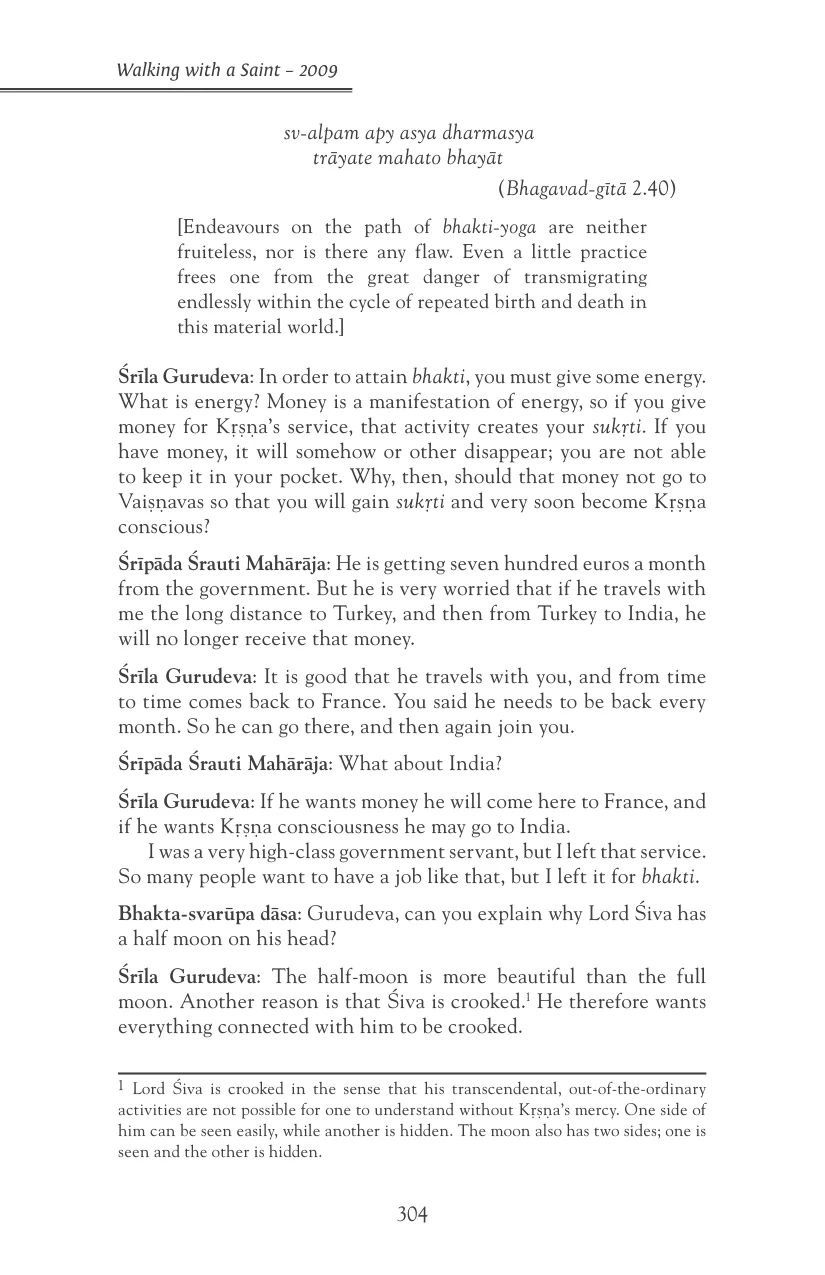 Walking with a Saint – 2009
sv-alpam apy asya dharmasya
trāyate mahato bhayāt
(Bhagavad-gītā 2.40)
[Endeavours on the path of bhakti-yoga are neither
fruiteless, nor is there any flaw. Even a little practice
frees one from the great danger of transmigrating
endlessly within the cycle of repeated birth and death in
this material world.]
Śrīla Gurudeva: In order to attain bhakti, you must give some energy.
What is energy? Money is a manifestation of energy, so if you give
money for Kṛṣṇa’s service, that activity creates your sukṛti. If you
have money, it will somehow or other disappear; you are not able
to keep it in your pocket. Why, then, should that money not go to
Vaiṣṇavas so that you will gain sukṛti and very soon become Kṛṣṇa
conscious?
Śrīpāda Śrauti Mahārāja: He is getting seven hundred euros a month
from the government. But he is very worried that if he travels with
me the long distance to Turkey, and then from Turkey to India, he
will no longer receive that money.
Śrīla Gurudeva: It is good that he travels with you, and from time
to time comes back to France. You said he needs to be back every
month. So he can go there, and then again join you.
Śrīpāda Śrauti Mahārāja: What about India?
Śrīla Gurudeva: If he wants money he will come here to France, and
if he wants Kṛṣṇa consciousness he may go to India.
I was a very high-class government servant, but I left that service.
So many people want to have a job like that, but I left it for bhakti.
Bhakta-svarūpa dāsa: Gurudeva, can you explain why Lord Śiva has
a half moon on his head?
Śrīla Gurudeva: The half-moon is more beautiful than the full
moon. Another reason is that Śiva is crooked.1 He therefore wants
everything connected with him to be crooked.
1 Lord Śiva is crooked in the sense that his transcendental, out-of-the-ordinary
activities are not possible for one to understand without Kṛṣṇa’s mercy. One side of
him can be seen easily, while another is hidden. The moon also has two sides; one is
seen and the other is hidden.
304